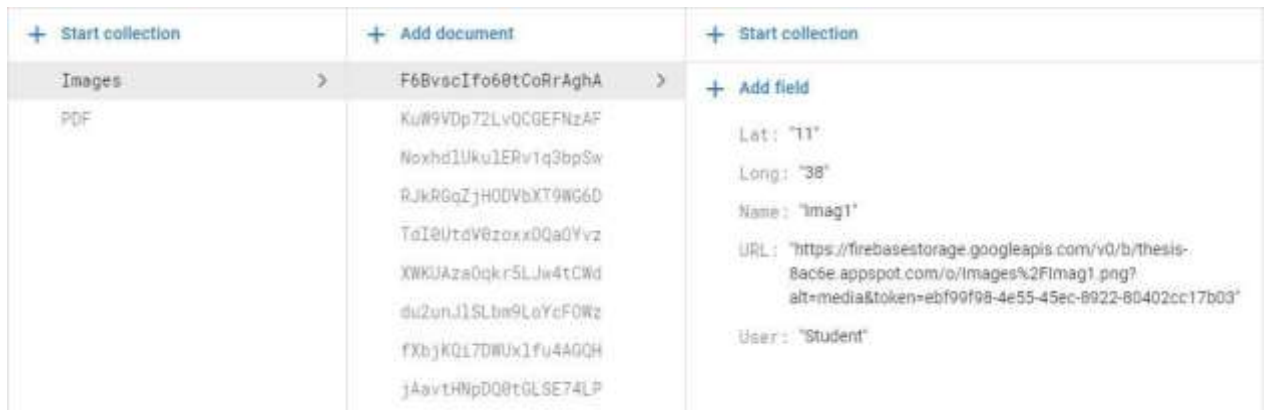 + Start collection
Images >
PDF
+ Add document
F6BvscIfo60tCoRrAghA >
KuW9VDp72LvQCGEFNzAF
NoxhdlUkulERv1q3bpSw
RJkRGqZjHODVbXT9WG6D
TdI0UtdV0zoxxOQaOYvz
XWKUAzaOqkr5LJw4tCWd
du2unJlSLbm9LoYcFOWz
fXbjKQi7DWUxlfu4AGQH
jAavtHNpDQ0tGLSE74LP
+ Start collection
+ Add field
Lat: "11"
Long: "38"
Name: "Imag1"
URL: "https://firebasestorage.googleapis.com/v0/b/thesis-
8ac6e.appspot.com/o/Images%2FImag1.png?
alt=media&token=ebf99f98-4e55-45ec-8922-80402cc17b03"
User: "Student"